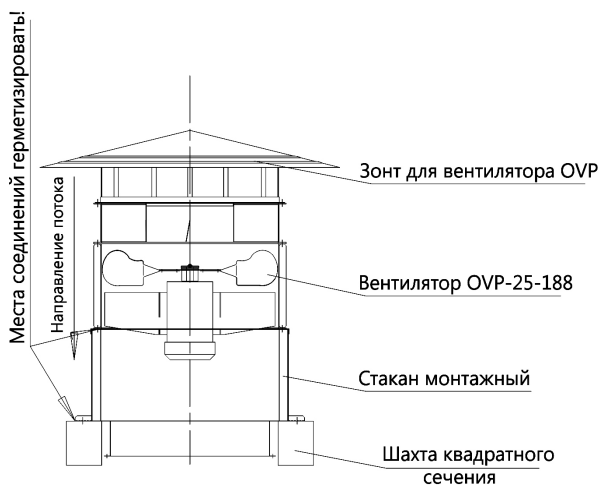 Места соединений герметизировать!
Направление потока
Зонт для вентилятора OVP
Вентилятор OVP-25-188
Стакан монтажный
Шахта квадратного
сечения